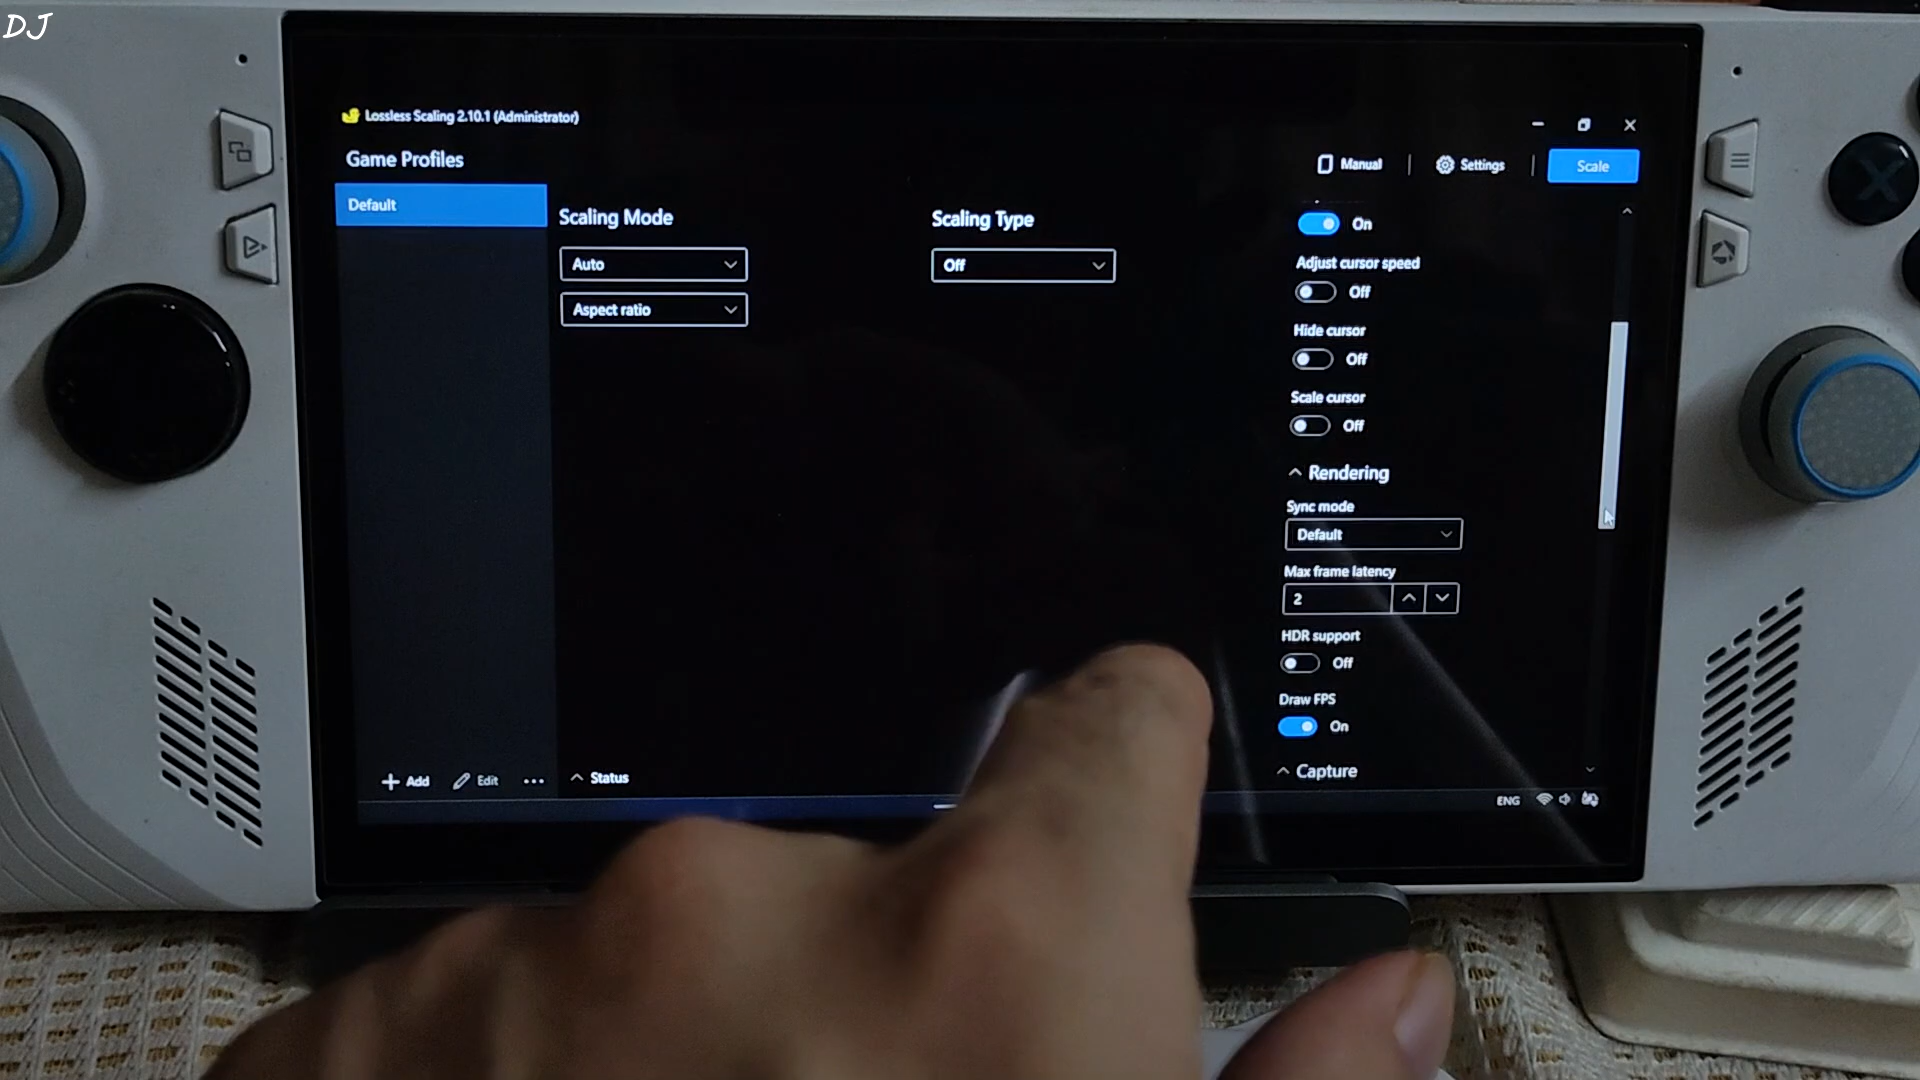 DJ
Lossless Scaling 2.10.1 (Administrator)
Game Profiles
Manual
Settings
Scale
Default
Scaling Mode
Auto
Aspect ratio
Scaling Type
Off
On
Adjust cursor speed
Off
Hide cursor
Off
Scale cursor
Off
Rendering
Sync mode
Default
Max frame latency
2
HDR support
Off
Draw FPS
On
Capture
Add
Edit
Status
ENG
X